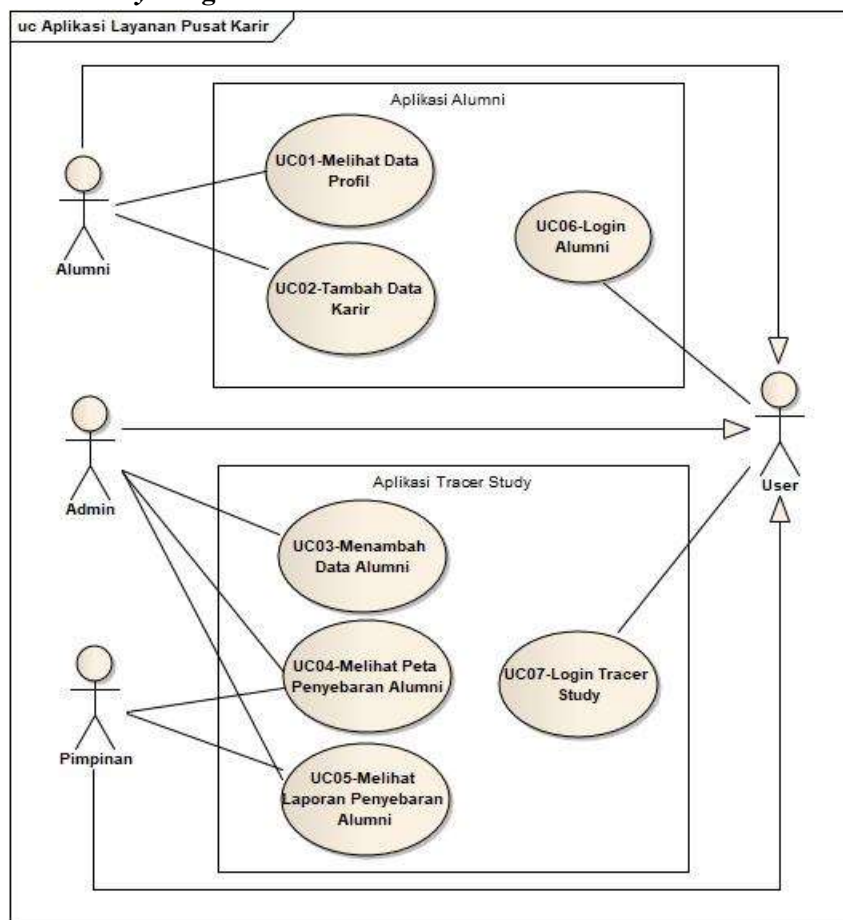 uc Aplikasi Layanan Pusat Karir
Aplikasi Alumni
UC01-Melihat Data
Profil
UC06-Login
Alumni
Alumni
UC02-Tambah Data
Karir
Admin
User
Aplikasi Tracer Study
UC03-Menambah
Data Alumni
UC04-Melihat Peta
Penyebaran Alumni
UC07-Login Tracer
Study
Pimpinan
UC05-Melihat
Laporan Penyebaran
Alumni